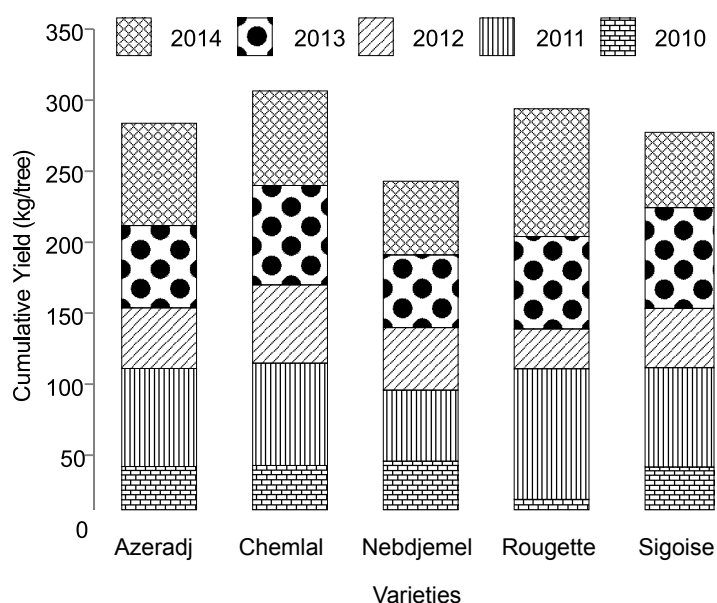 350
2014 2013 2012 2011 2010
300
250
200
150
100
50
0
Cumulative Yield (kg/tree)
Azeradj Chemlal Nebdjemel Rougette Sigoise
Varieties